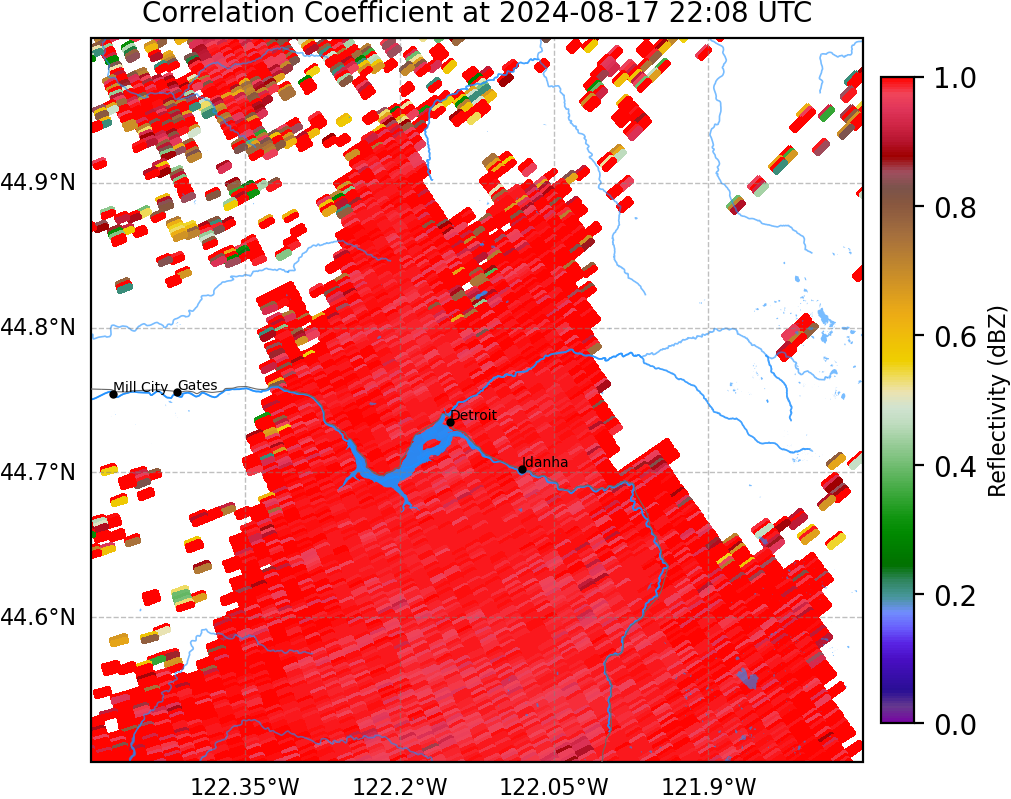 Correlation Coefficient at 2024-08-17 22:08 UTC
44.9°N
44.8°N
44.7°N
44.6°N
Mill City
Gates
Detroit
Idanha
122.35°W
122.2°W
122.05°W
121.9°W
1.0
0.8
0.6
0.4
0.2
0.0
Reflectivity (dBZ)